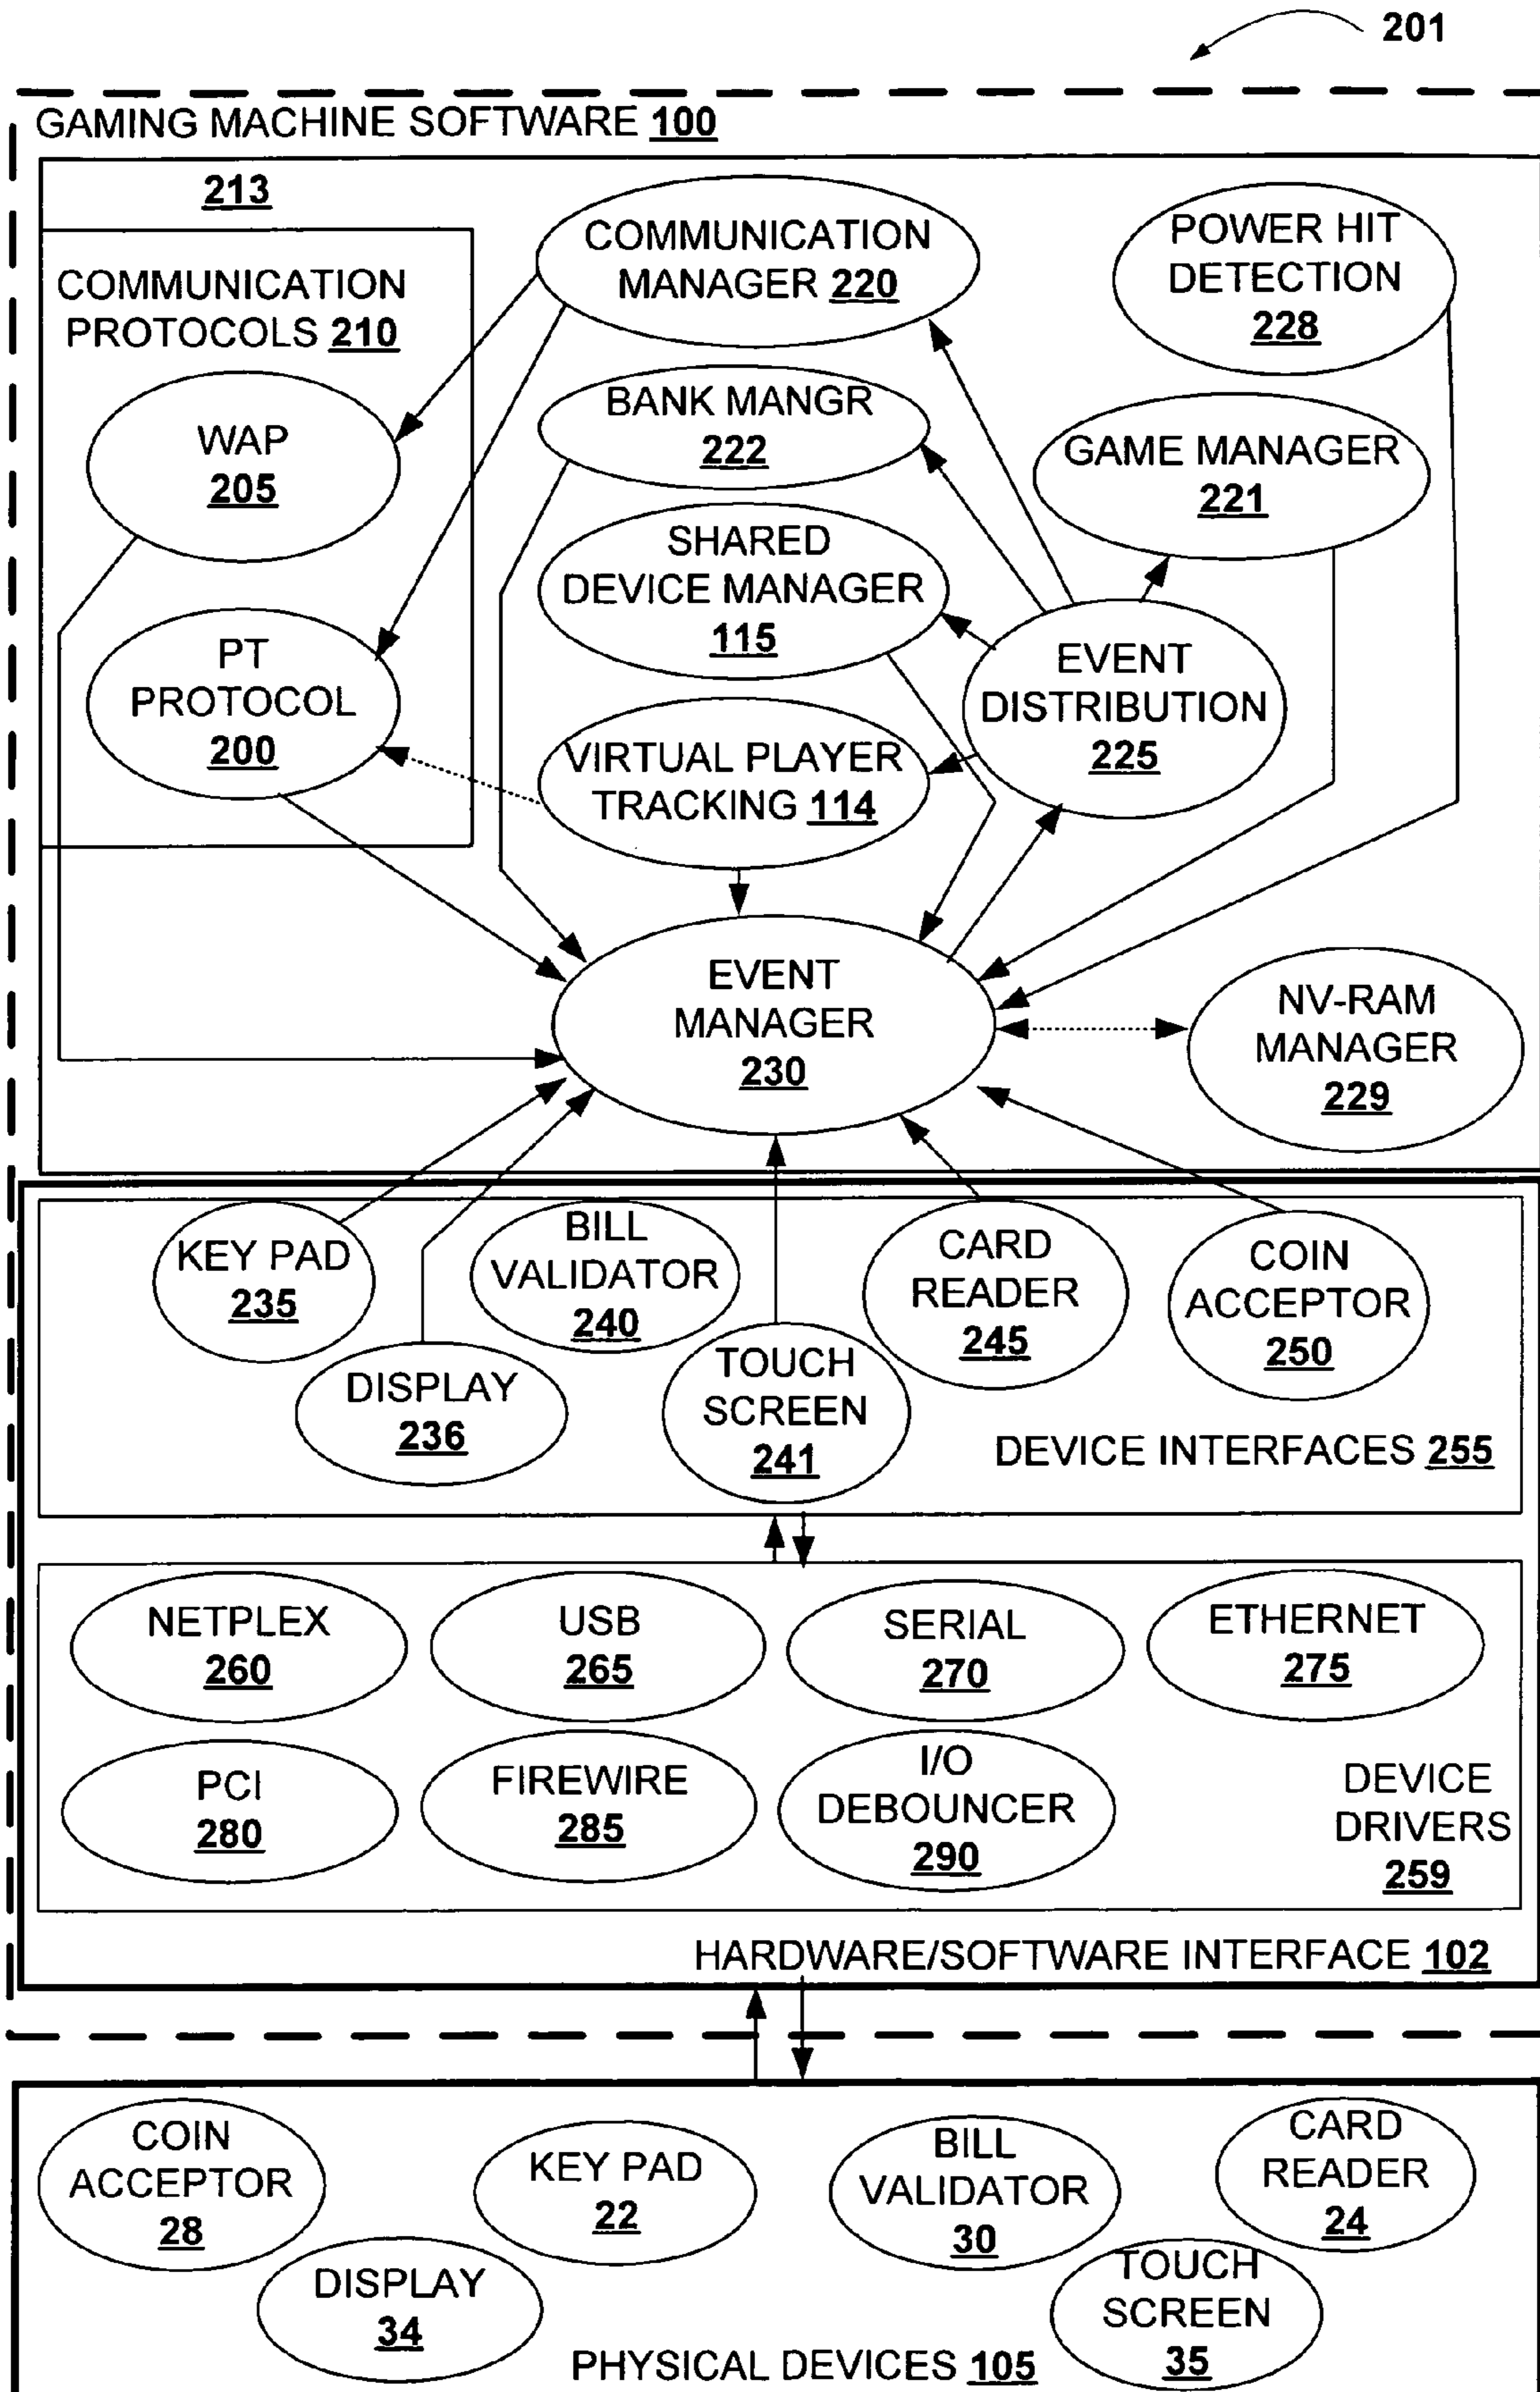 201
GAMING MACHINE SOFTWARE 100
213
COMMUNICATION
PROTOCOLS 210
WAP
205
PT
PROTOCOL
200
COMMUNICATION
MANAGER 220
BANK MANGR
222
SHARED
DEVICE MANAGER
115
VIRTUAL PLAYER
TRACKING 114
POWER HIT
DETECTION
228
GAME MANAGER
221
EVENT
DISTRIBUTION
225
EVENT
MANAGER
230
NV-RAM
MANAGER
229
KEY PAD
235
DISPLAY
236
BILL
VALIDATOR
240
TOUCH
SCREEN
241
CARD
READER
245
COIN
ACCEPTOR
250
DEVICE INTERFACES 255
NETPLEX
260
USB
265
SERIAL
270
ETHERNET
275
PCI
280
FIREWIRE
285
I/O
DEBOUNCER
290
DEVICE
DRIVERS
259
HARDWARE/SOFTWARE INTERFACE 102
COIN
ACCEPTOR
28
DISPLAY
34
KEY PAD
22
BILL
VALIDATOR
30
CARD
READER
24
TOUCH
SCREEN
35
PHYSICAL DEVICES 105